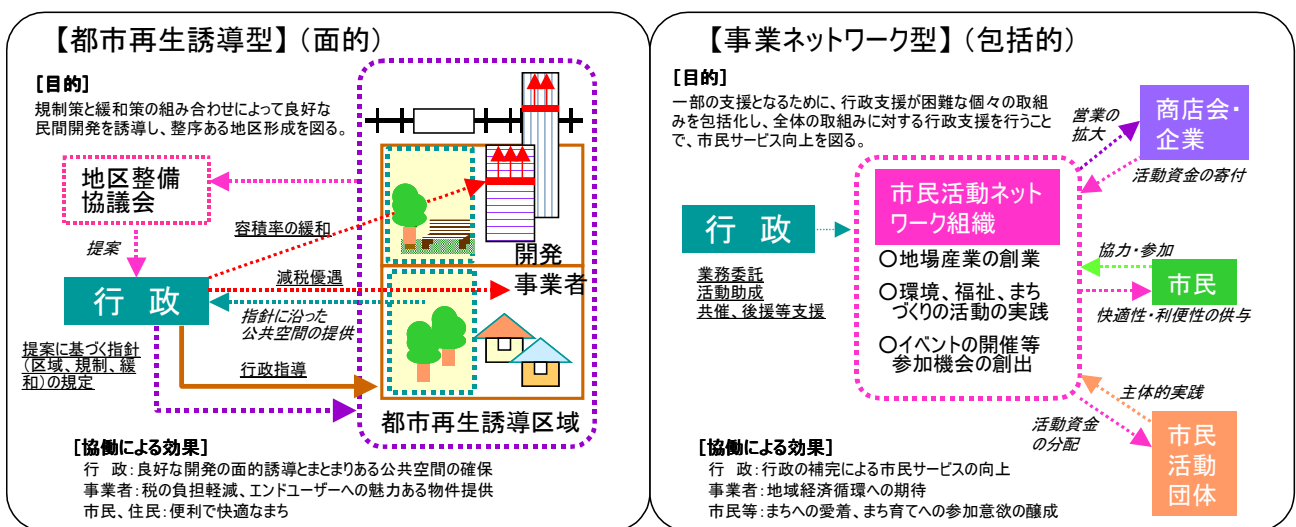 【都市再生誘導型】（面的）
[目的]
規制策と緩和策の組み合わせによって良好な
民間開発を誘導し、整序ある地区形成を図る。
地区整備
協議会
提案
行 政
提案に基づく指針
（区域、規制、緩
和）の規定
容積率の緩和
減税優遇
指針に沿った
公共空間の提供
行政指導
開発
事業者
都市再生誘導区域
[協働による効果]
行 政：良好な開発の面的誘導とまとまりある公共空間の確保
事業者：税の負担軽減、エンドユーザーへの魅力ある物件提供
市民、住民：便利で快適なまち
【事業ネットワーク型】（包括的）
[目的]
一部の支援となるために、行政支援が困難な個々の取組
みを包括化し、全体の取組みに対する行政支援を行うこと
で、市民サービス向上を図る。
行 政
業務委託
活動助成
共催、後援等支援
市民活動ネット
ワーク組織
○地場産業の創業
○環境、福祉、まち
づくりの活動の実践
○イベントの開催等
参加機会の創出
営業の
拡大
商店会・
企業
活動資金の寄付
協力・参加
市民
快適性・利便性の供与
主体的実践
活動資金
の分配
市民
活動
団体
[協働による効果]
行 政：行政の補完による市民サービスの向上
事業者：地域経済循環への期待
市民等：まちへの愛着、まち育てへの参加意欲の醸成